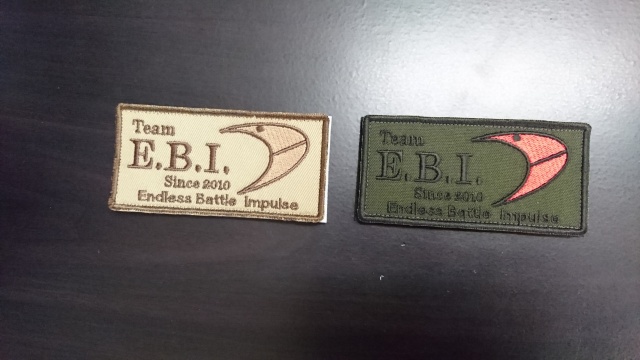 Team
E.B.I.
Since 2010
Endless Battle Impulse
Team
E.B.I.
Since 2010
Endless Battle Impulse